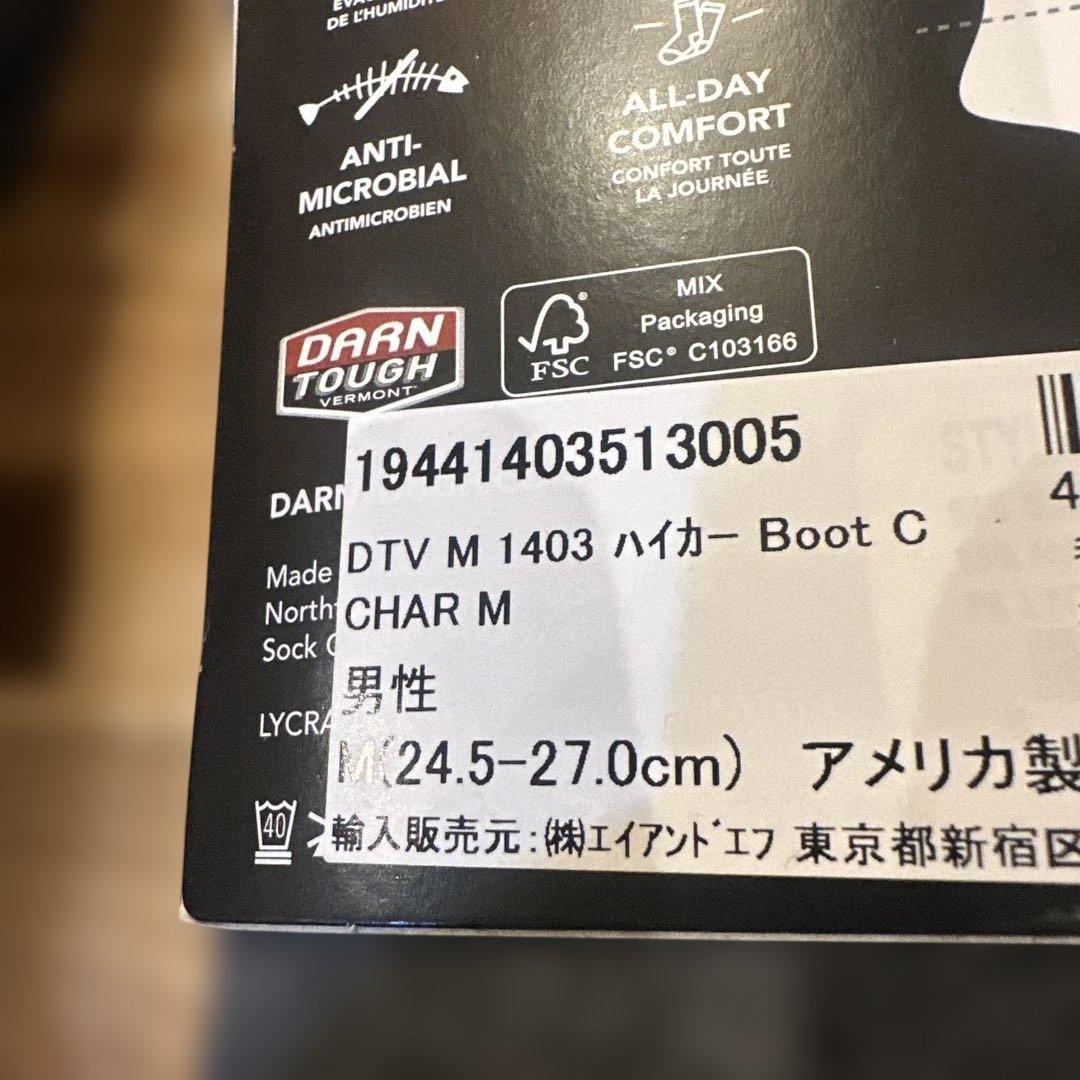 DE L'HUMIDITÉ
ANTI-
MICROBIAL
ANTIMICROBIEN
ALL-DAY
COMFORT
CONFORT TOUTE
LA JOURNÉE
DARN
TOUGH
VERMONT
FSC
MIX
Packaging
FSC® C103166
19441403513005
4
DARN
DTV M 1403 ハイカー Boot C
Made
CHAR M
North
Sock
男性
LYCRA
M(24.5-27.0cm) アメリカ製
40
輸入販売元:(株)エイアンドエフ 東京都新宿区